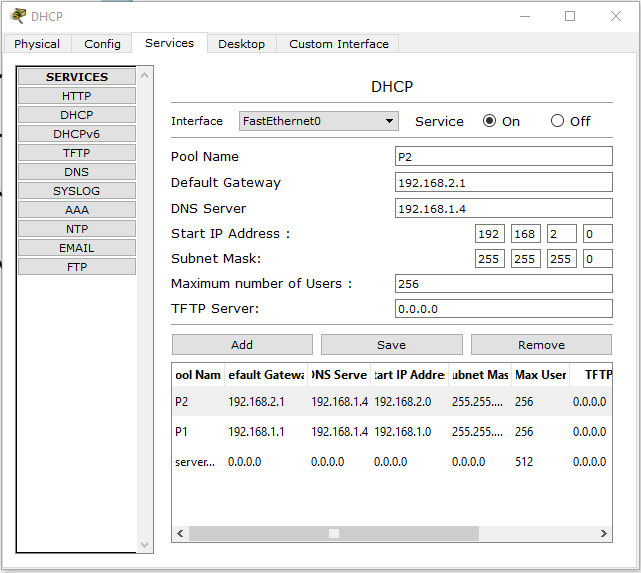 DHCP
Physical Config Services Desktop Custom Interface
SERVICES
HTTP
DHCP
DHCPv6
TFTP
DNS
SYSLOG
AAA
NTP
EMAIL
FTP
DHCP
Interface FastEthernet0 Service On Off
Pool Name P2
Default Gateway 192.168.2.1
DNS Server 192.168.1.4
Start IP Address : 192 168 2 0
Subnet Mask: 255 255 255 0
Maximum number of Users : 256
TFTP Server: 0.0.0.0
Add Save Remove
ool Nam efault Gatewa DNS Serve tart IP Addre ubnet Mas Max User TFTP
P2 192.168.2.1 192.168.1.4 192.168.2.0 255.255.... 256 0.0.0.0
P1 192.168.1.1 192.168.1.4 192.168.1.0 255.255.... 256 0.0.0.0
server... 0.0.0.0 0.0.0.0 0.0.0.0 0.0.0.0 512 0.0.0.0